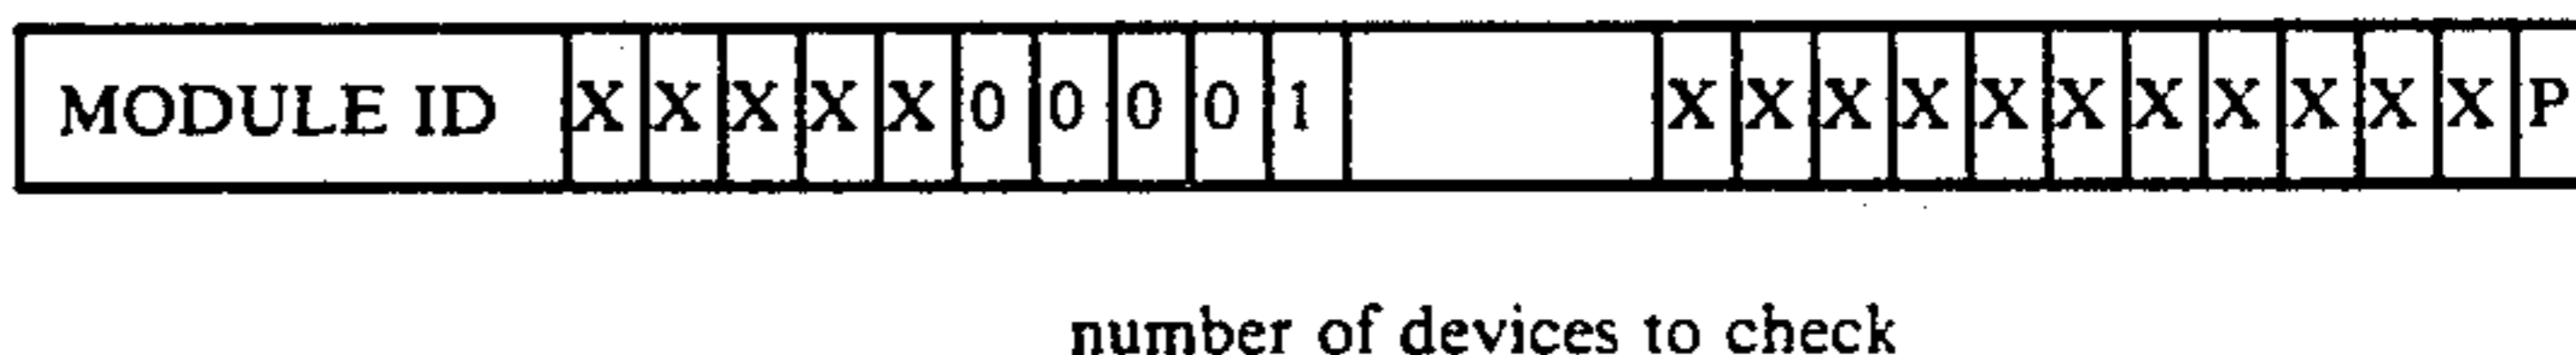 MODULE ID X X X X X 0 0 0 0 1 X X X X X X X X X X X P
number of devices to check